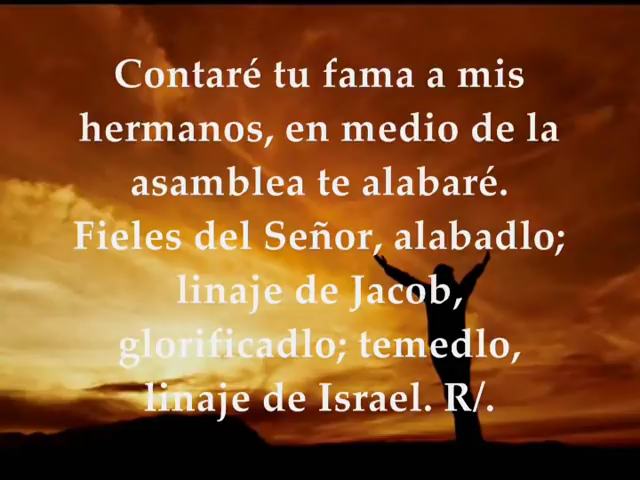 Contaré tu fama a mis
hermanos, en medio de la
asamblea te alabaré.
Fieles del Señor, alabadlo;
linaje de Jacob,
glorificadlo; temedlo,
linaje de Israel. R/.